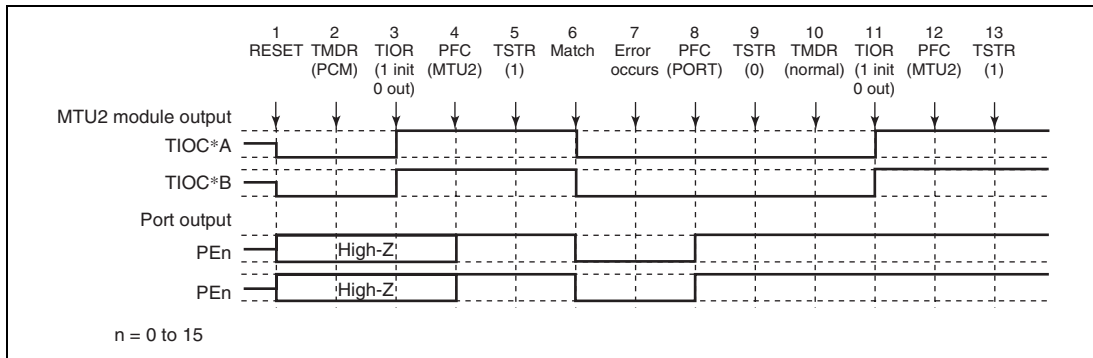 1 2 3 4 5 6 7 8 9 10 11 12 13
RESET TMDR TIOR PFC TSTR Match Error PFC TSTR TMDR TIOR PFC TSTR
(PCM) (1 init (MTU2) (1) occurs (PORT) (0) (normal) (1 init (MTU2) (1)
0 out) 0 out)
MTU2 module output
TIOC*A
TIOC*B
Port output
PEn High-Z
PEn High-Z
n = 0 to 15